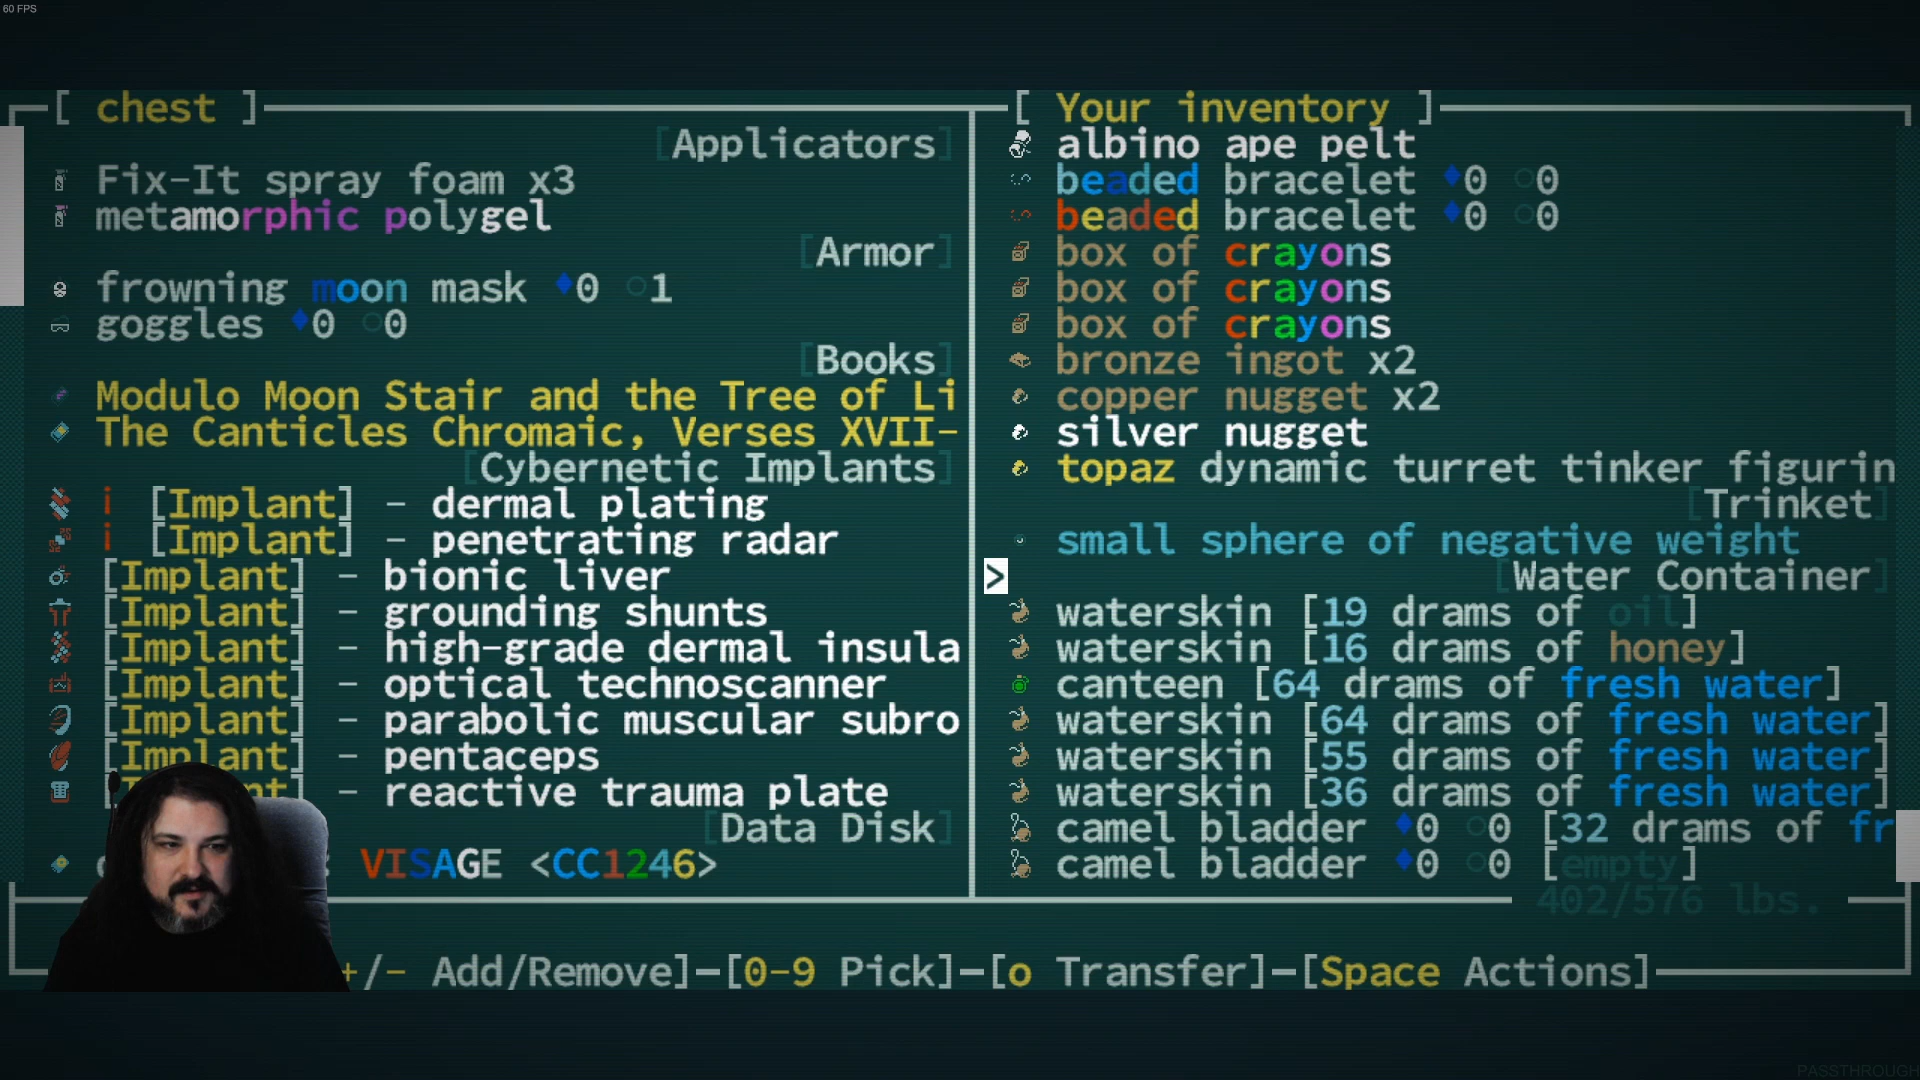 60 FPS
[ chest ]
[Applicators]
Fix-It spray foam x3
metamorphic polygel
[Armor]
frowning moon mask ♦0 ○1
goggles ♦0 ○0
[Books]
Modulo Moon Stair and the Tree of Li
The Canticles Chromaic, Verses XVII-
[Cybernetic Implants]
i [Implant] - dermal plating
i [Implant] - penetrating radar
[Implant] - bionic liver
[Implant] - grounding shunts
[Implant] - high-grade dermal insula
[Implant] - optical technoscanner
[Implant] - parabolic muscular subro
[Implant] - pentaceps
[Implant] - reactive trauma plate
[Data Disk]
VISAGE <CC1246>
[ Your inventory ]
albino ape pelt
beaded bracelet ♦0 ○0
beaded bracelet ♦0 ○0
box of crayons
box of crayons
box of crayons
bronze ingot x2
copper nugget x2
silver nugget
topaz dynamic turret tinker figurin
[Trinket]
small sphere of negative weight
> [Water Container]
waterskin [19 drams of oil]
waterskin [16 drams of honey]
canteen [64 drams of fresh water]
waterskin [64 drams of fresh water]
waterskin [55 drams of fresh water]
waterskin [36 drams of fresh water]
camel bladder ♦0 ○0 [32 drams of fr
camel bladder ♦0 ○0 [empty]
402/576 lbs.
+/- Add/Remove]-[0-9 Pick]-[o Transfer]-[Space Actions]
PASSTHROUGH